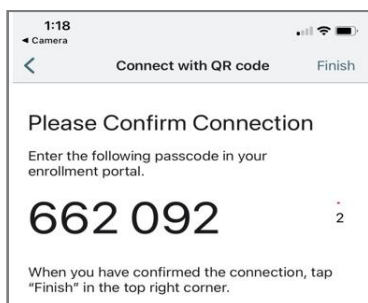 1:18
◄ Camera
< Connect with QR code Finish
Please Confirm Connection
Enter the following passcode in your
enrollment portal.
662 092
2
When you have confirmed the connection, tap
"Finish" in the top right corner.